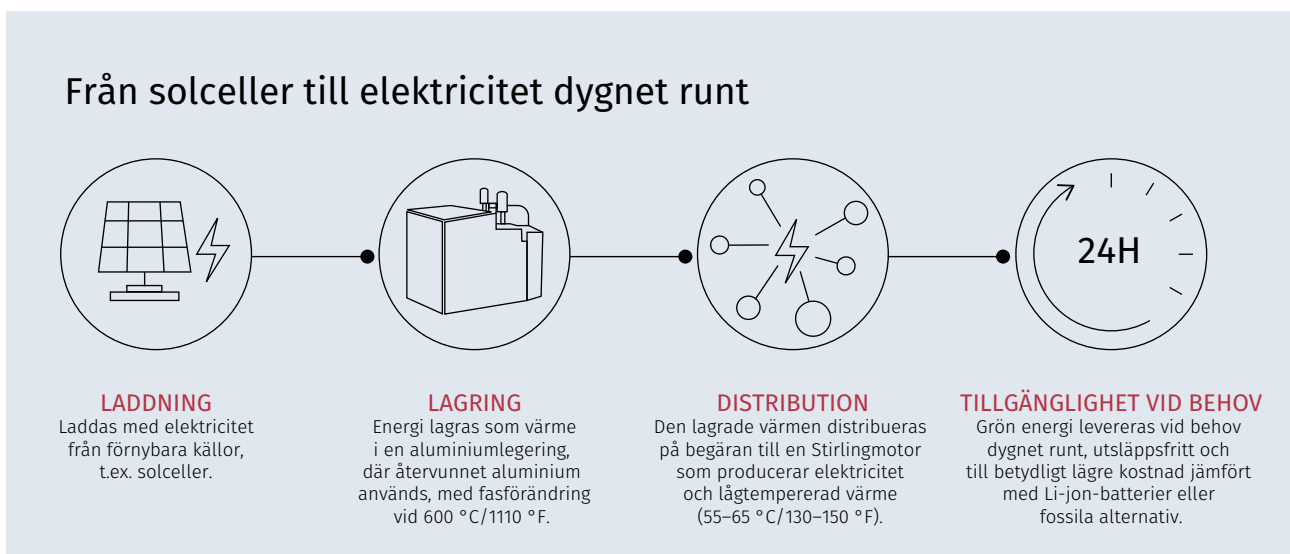 Från solceller till elektricitet dygnet runt
24H
LADDNING
Laddas med elektricitet
från förnybara källor,
t.ex. solceller.
LAGRING
Energi lagras som värme
i en aluminiumlegering,
där återvunnet aluminium
används, med fasförändring
vid 600 °C/1110 °F.
DISTRIBUTION
Den lagrade värmen distribueras
på begäran till en Stirlingmotor
som producerar elektricitet
och lågtempererad värme
(55–65 °C/130–150 °F).
TILLGÄNGLIGHET VID BEHOV
Grön energi levereras vid behov
dygnet runt, utsläppsfritt och
till betydligt lägre kostnad jämfört
med Li-jon-batterier eller
fossila alternativ.